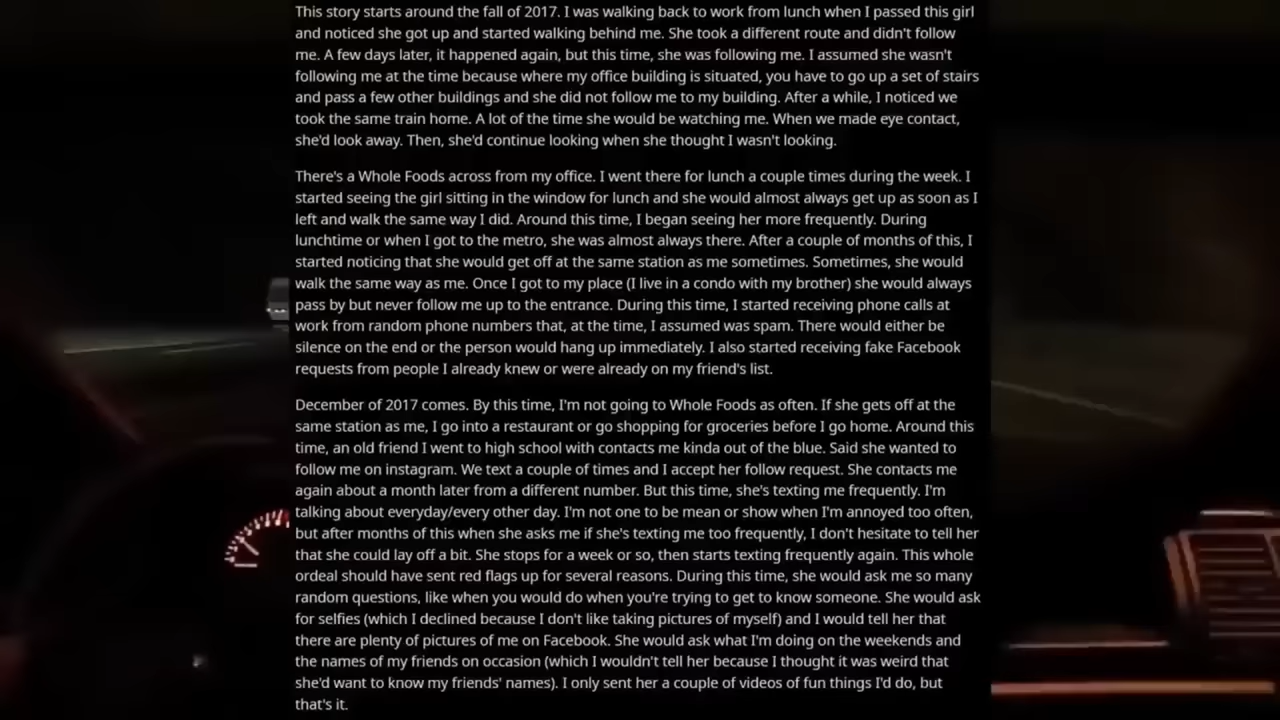 This story starts around the fall of 2017. I was walking back to work from lunch when I passed this girl
and noticed she got up and started walking behind me. She took a different route and didn't follow
me. A few days later, it happened again, but this time, she was following me. I assumed she wasn't
following me at the time because where my office building is situated, you have to go up a set of stairs
and pass a few other buildings and she did not follow me to my building. After a while, I noticed we
took the same train home. A lot of the time she would be watching me. When we made eye contact,
she'd look away. Then, she'd continue looking when she thought I wasn't looking.
There's a Whole Foods across from my office. I went there for lunch a couple times during the week. I
started seeing the girl sitting in the window for lunch and she would almost always get up as soon as I
left and walk the same way I did. Around this time, I began seeing her more frequently. During
lunchtime or when I got to the metro, she was almost always there. After a couple of months of this, I
started noticing that she would get off at the same station as me sometimes. Sometimes, she would
walk the same way as me. Once I got to my place (I live in a condo with my brother) she would always
pass by but never follow me up to the entrance. During this time, I started receiving phone calls at
work from random phone numbers that, at the time, I assumed was spam. There would either be
silence on the end or the person would hang up immediately. I also started receiving fake Facebook
requests from people I already knew or were already on my friend's list.
December of 2017 comes. By this time, I'm not going to Whole Foods as often. If she gets off at the
same station as me, I go into a restaurant or go shopping for groceries before I go home. Around this
time, an old friend I went to high school with contacts me kinda out of the blue. Said she wanted to
follow me on instagram. We text a couple of times and I accept her follow request. She contacts me
again about a month later from a different number. But this time, she's texting me frequently. I'm
talking about everyday/every other day. I'm not one to be mean or show when I'm annoyed too often,
but after months of this when she asks me if she's texting me too frequently, I don't hesitate to tell her
that she could lay off a bit. She stops for a week or so, then starts texting frequently again. This whole
ordeal should have sent red flags up for several reasons. During this time, she would ask me so many
random questions, like when you would do when you're trying to get to know someone. She would ask
for selfies (which I declined because I don't like taking pictures of myself) and I would tell her that
there are plenty of pictures of me on Facebook. She would ask what I'm doing on the weekends and
the names of my friends on occasion (which I wouldn't tell her because I thought it was weird that
she'd want to know my friends' names). I only sent her a couple of videos of fun things I'd do, but
that's it.